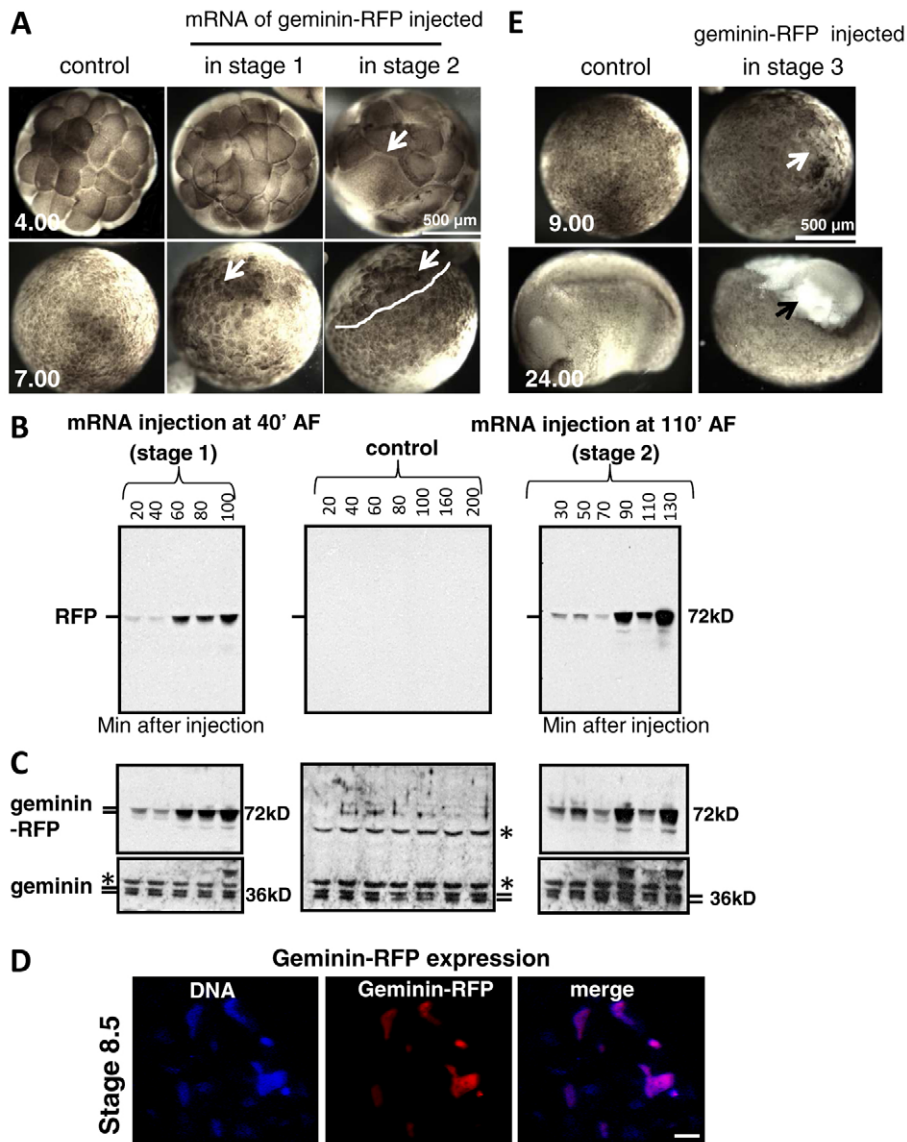 A
mRNA of geminin-RFP injected
control
in stage 1
in stage 2
4.00
500 µm
7.00
E
geminin-RFP injected
control
in stage 3
9.00
500 µm
24.00
B
mRNA injection at 40' AF
(stage 1)
control
mRNA injection at 110' AF
(stage 2)
20 40 60 80 100
20 40 60 80 100 160 200
30 50 70 90 110 130
RFP
72kD
Min after injection
Min after injection
C
geminin
-RFP
72kD
*
72kD
geminin
*
36kD
*
36kD
D
Geminin-RFP expression
Stage 8.5
DNA
Geminin-RFP
merge